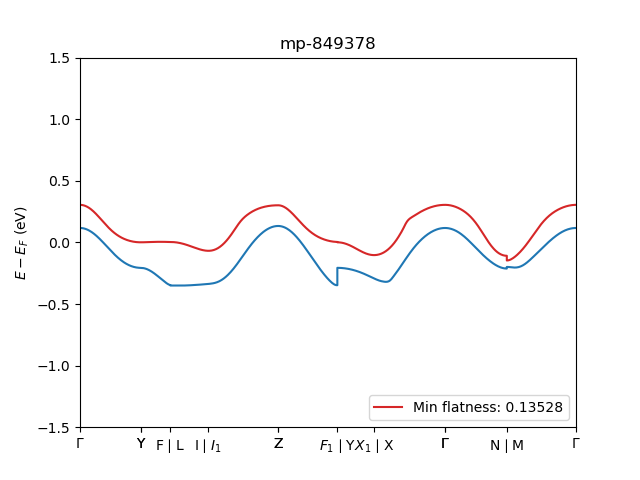 mp-849378
E − E_F (eV)
1.5
1.0
0.5
0.0
−0.5
−1.0
−1.5
Min flatness: 0.13528
Γ Y F | L I | I₁ Z F₁ | Y X₁ | X Γ N | M Γ